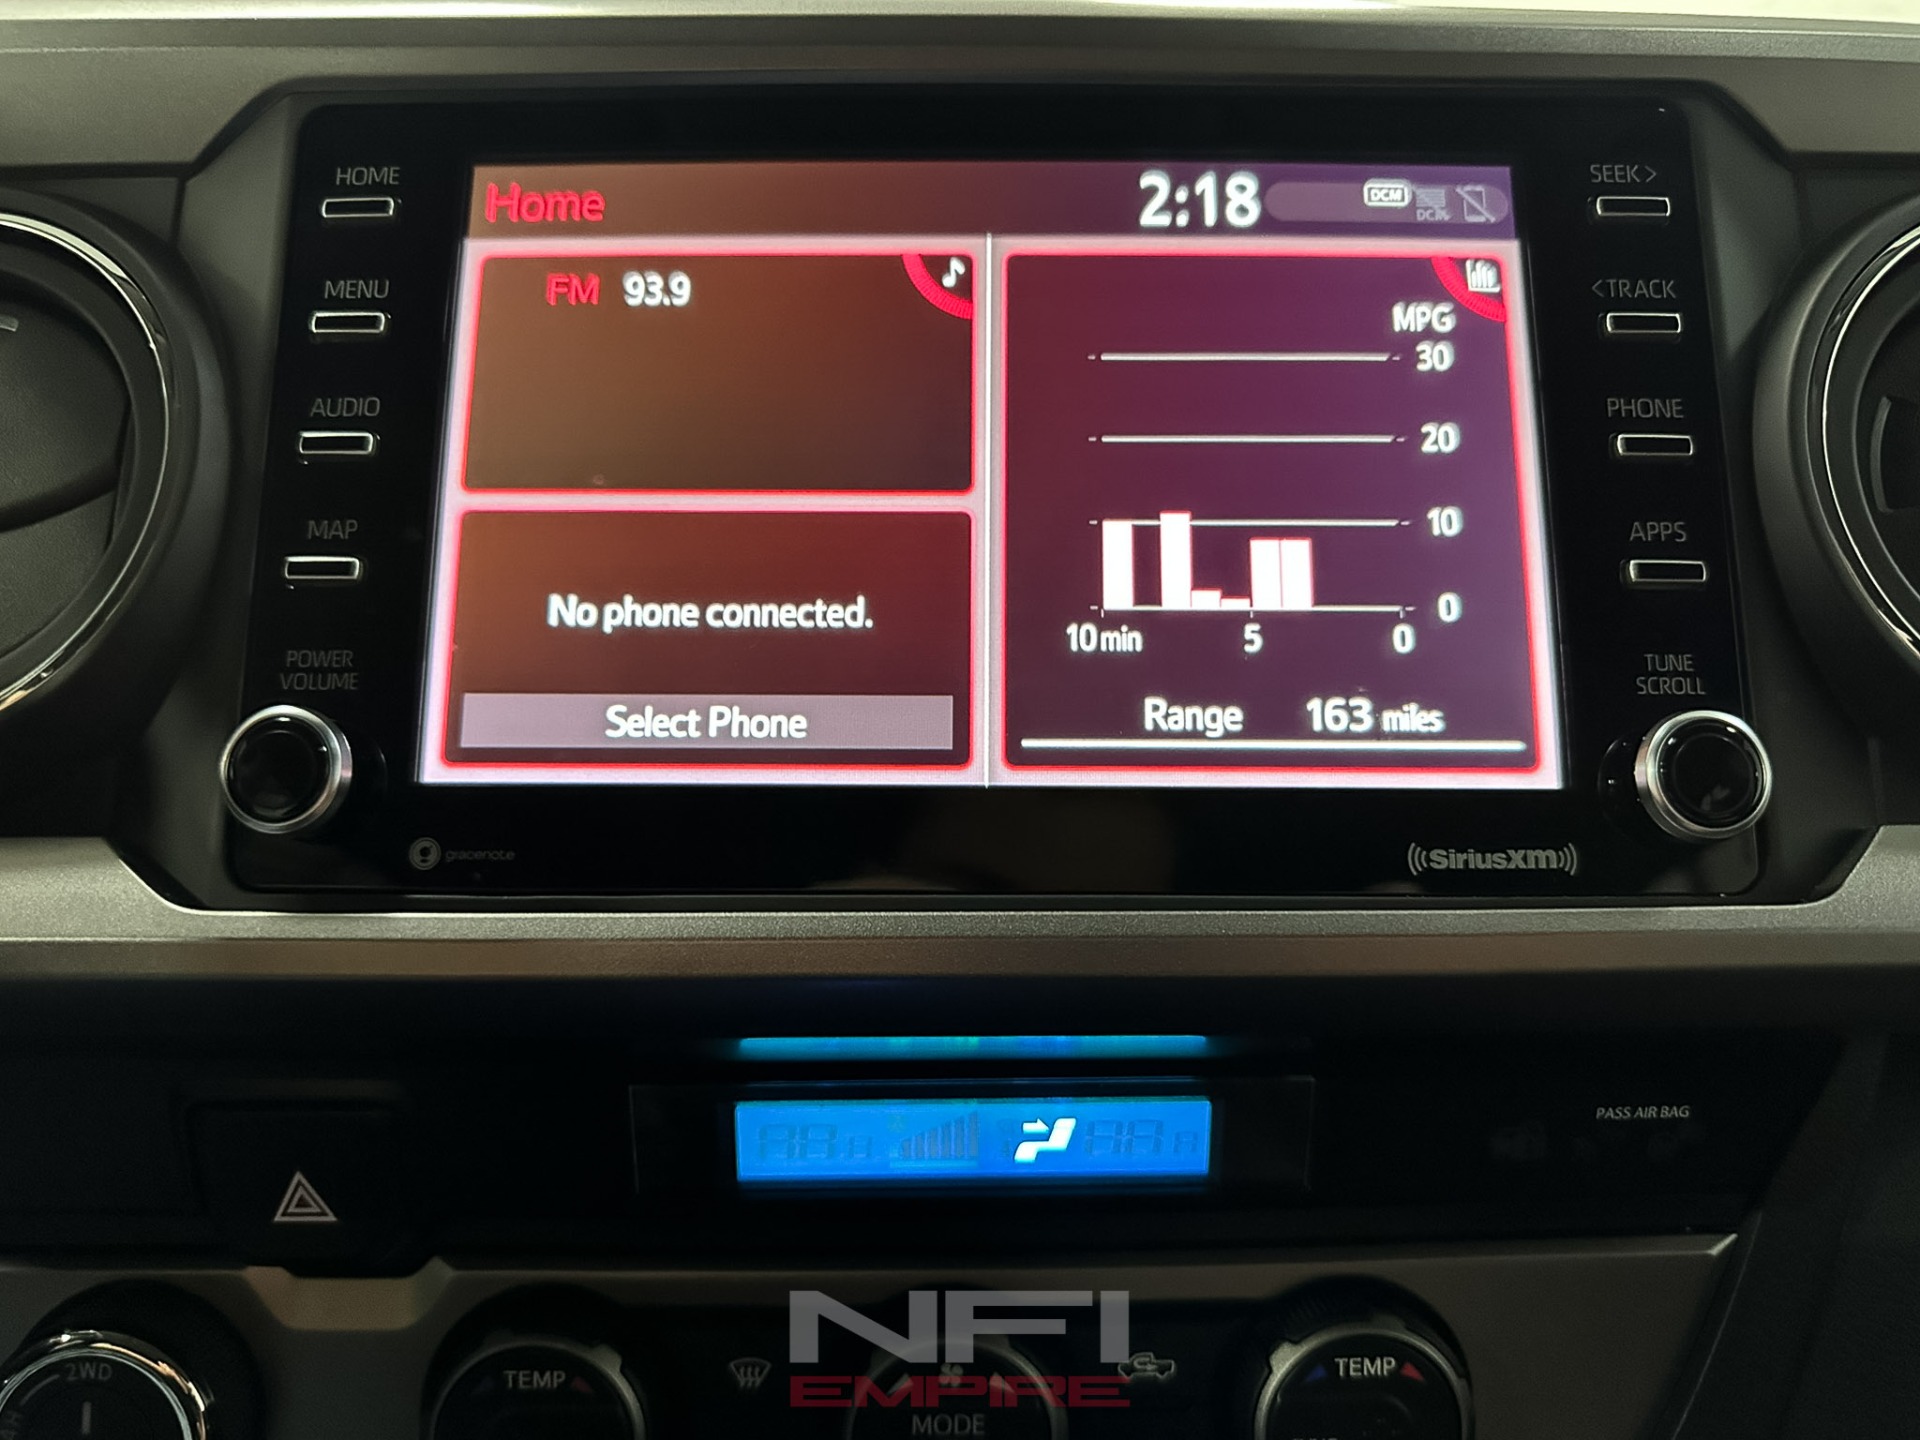 HOME
MENU
AUDIO
MAP
POWER
VOLUME
Home
2:18
DCM
DCM
FM 93.9
No phone connected.
Select Phone
MPG
30
20
10
0
10 min 5 0
Range 163 miles
SEEK >
< TRACK
PHONE
APPS
TUNE
SCROLL
gracenote
((SiriusXM))
PASS AIR BAG
2WD
TEMP
MODE
TEMP
NFI
EMPIRE